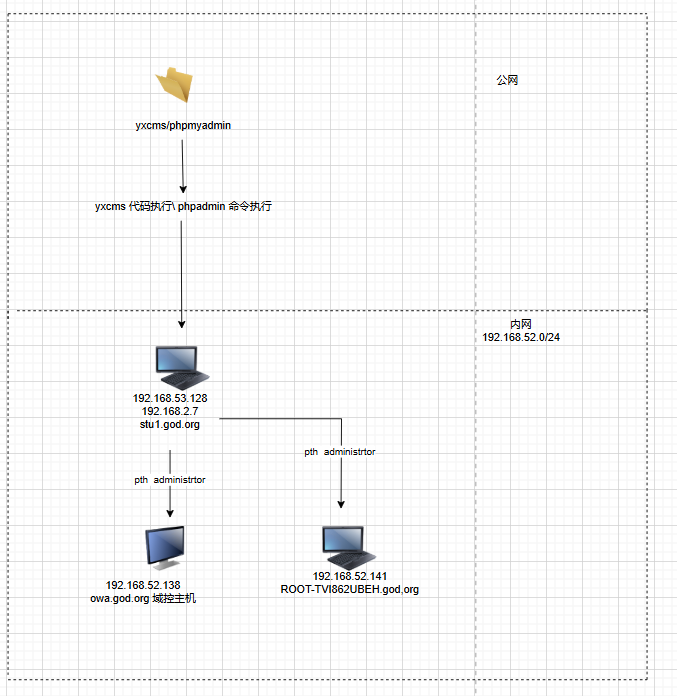 公网
yxcms/phpmyadmin
yxcms 代码执行\ phpadmin 命令执行
内网
192.168.52.0/24
192.168.53.128
192.168.2.7
stu1.god.org
pth administrtor
pth administrtor
192.168.52.138
owa.god.org 域控主机
192.168.52.141
ROOT-TVI862UBEH.god,org